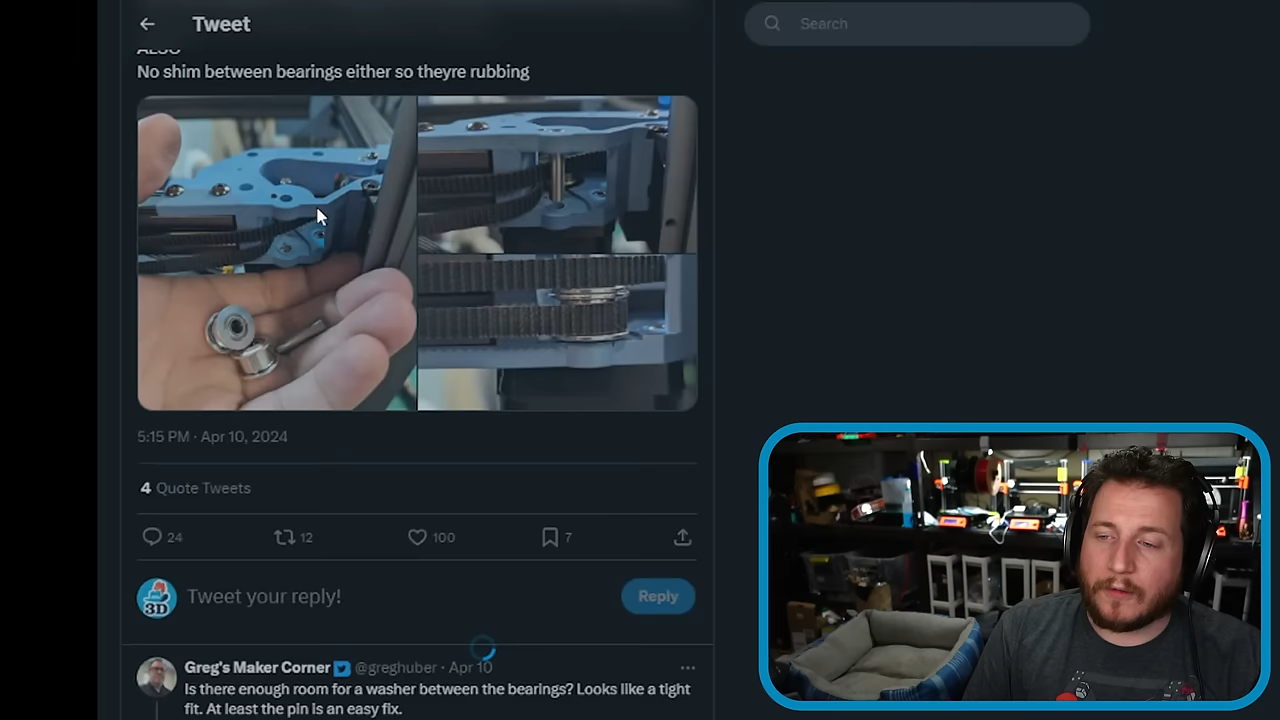 Tweet
Search
ALSO
No shim between bearings either so theyre rubbing
5:15 PM · Apr 10, 2024
4 Quote Tweets
24
12
100
7
3D
Tweet your reply!
Reply
Greg's Maker Corner @greghuber · Apr 10
Is there enough room for a washer between the bearings? Looks like a tight
fit. At least the pin is an easy fix.